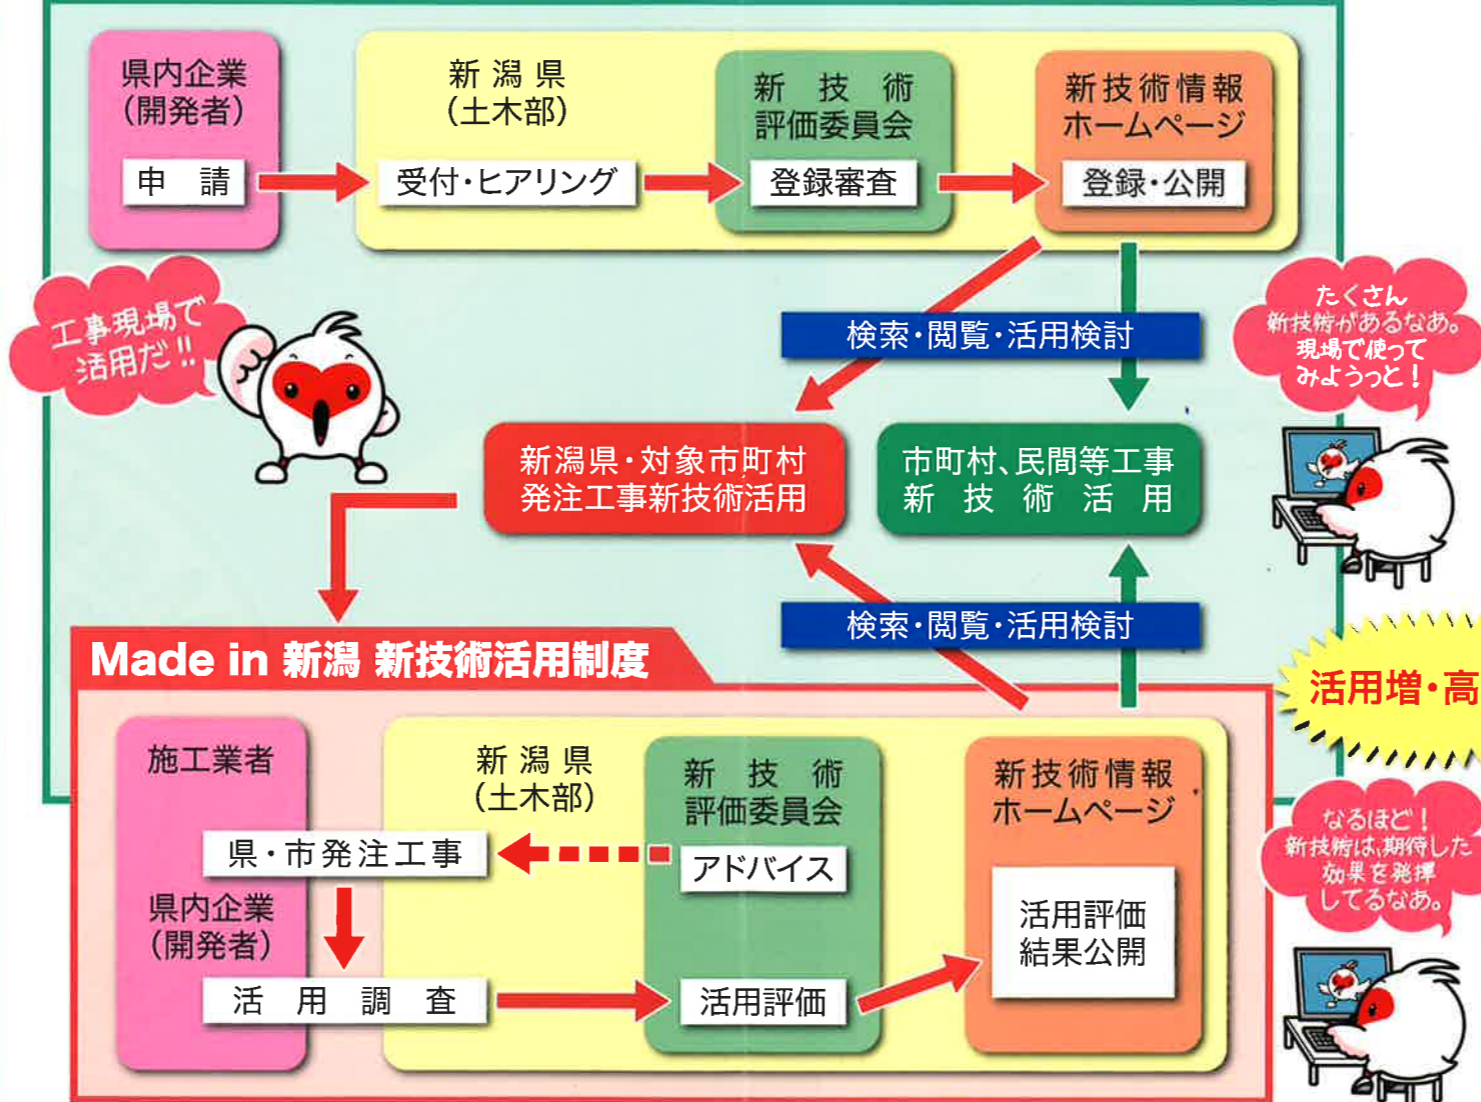 県内企業
(開発者)
申 請
新 潟 県
(土木部)
受付・ヒアリング
新 技 術
評価委員会
登録審査
新技術情報
ホームページ
登録・公開
工事現場で
活用だ!!
検索・閲覧・活用検討
たくさん
新技術があるなあ。
現場で使って
みようっと!
新潟県・対象市町村
発注工事新技術活用
市町村、民間等工事
新 技 術 活 用
検索・閲覧・活用検討
Made in 新潟 新技術活用制度
活用増・高
施工業者
県・市発注工事
県内企業
(開発者)
活 用 調 査
新 潟 県
(土木部)
新 技 術
評価委員会
アドバイス
活用評価
新技術情報
ホームページ
活用評価
結果公開
なるほど!
新技術は、期待した
効果を発揮
してるなあ。